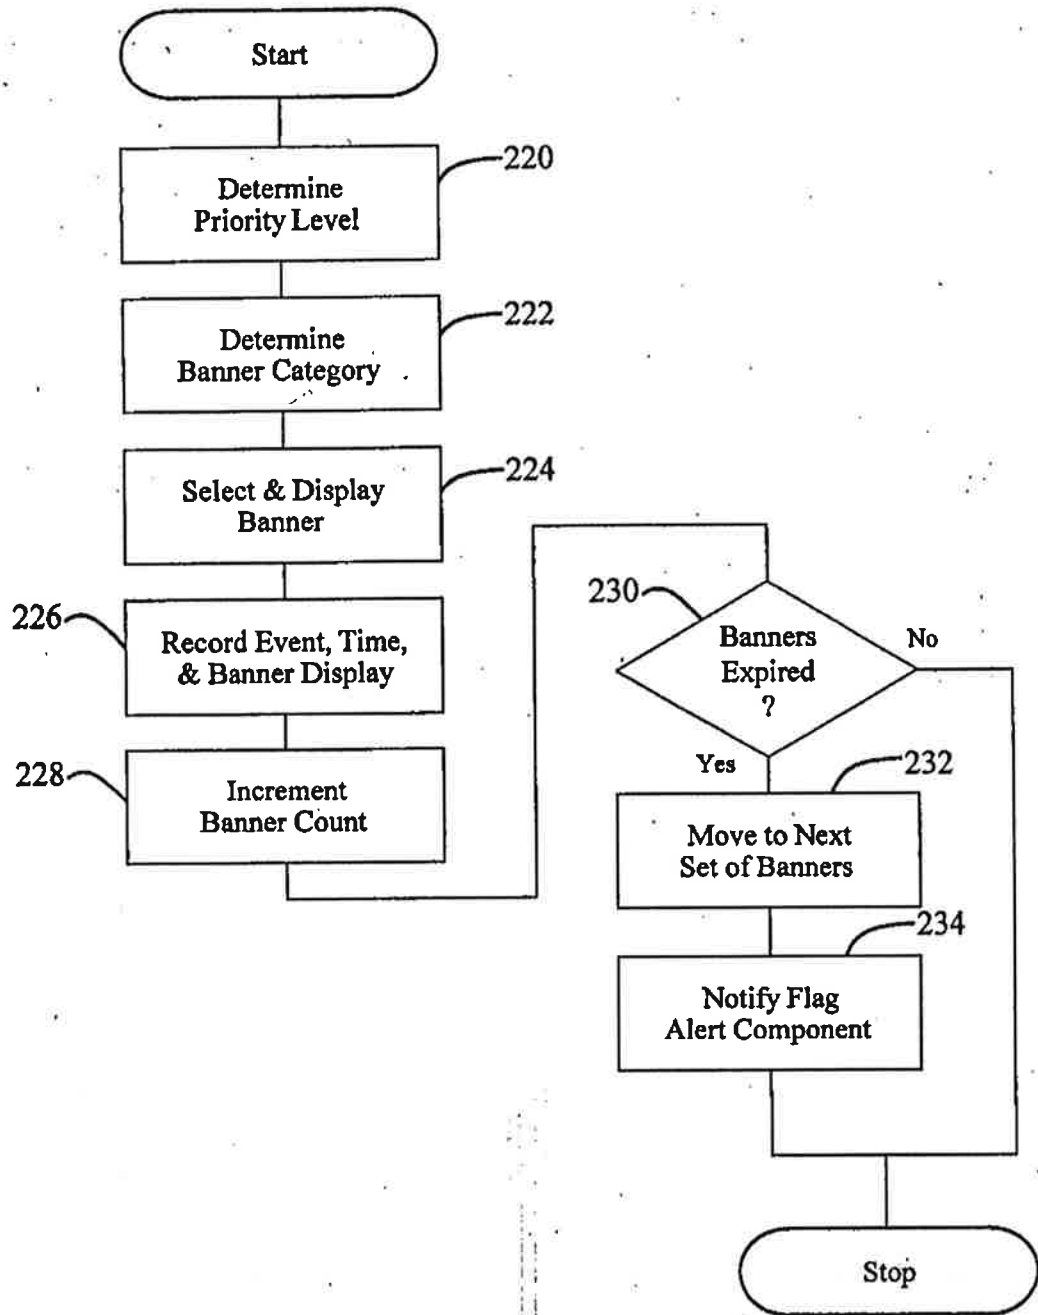 Start
220
Determine
Priority Level
222
Determine
Banner Category
224
Select & Display
Banner
226
Record Event, Time,
& Banner Display
228
Increment
Banner Count
230
Banners
Expired
?
No
Yes
232
Move to Next
Set of Banners
234
Notify Flag
Alert Component
Stop